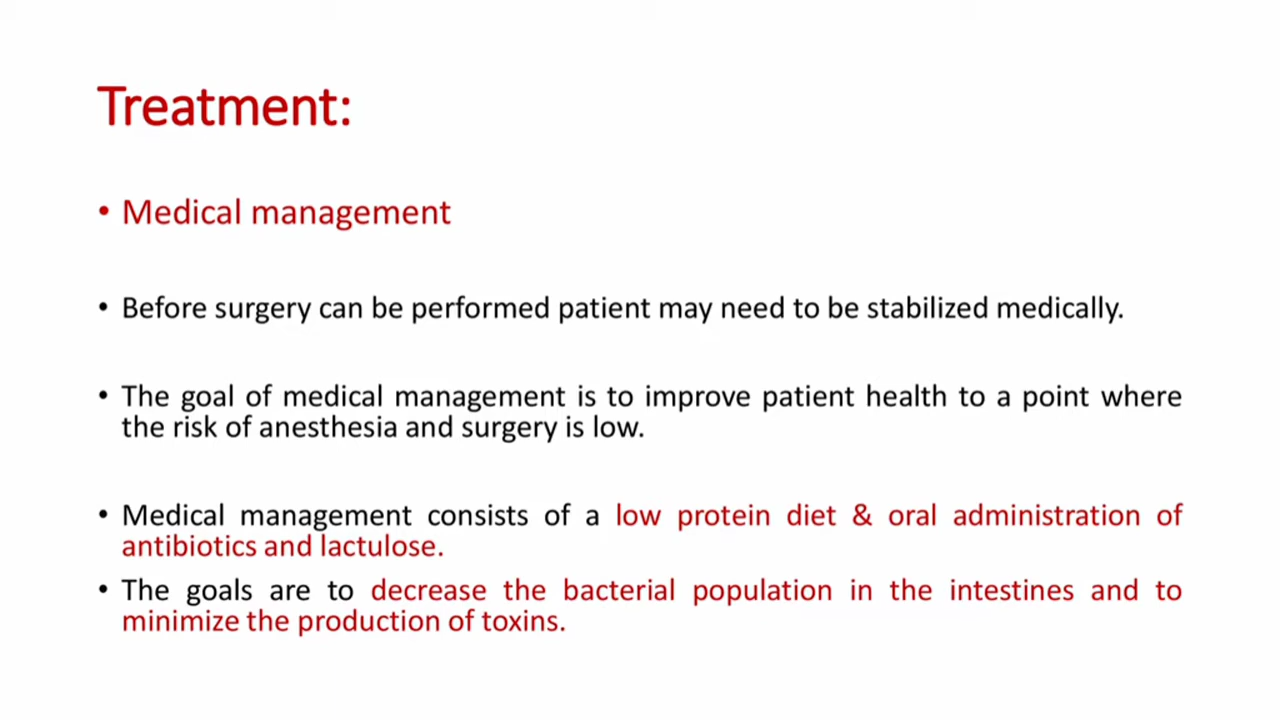 Treatment:
• Medical management
• Before surgery can be performed patient may need to be stabilized medically.
• The goal of medical management is to improve patient health to a point where
the risk of anesthesia and surgery is low.
• Medical management consists of a low protein diet & oral administration of
antibiotics and lactulose.
• The goals are to decrease the bacterial population in the intestines and to
minimize the production of toxins.